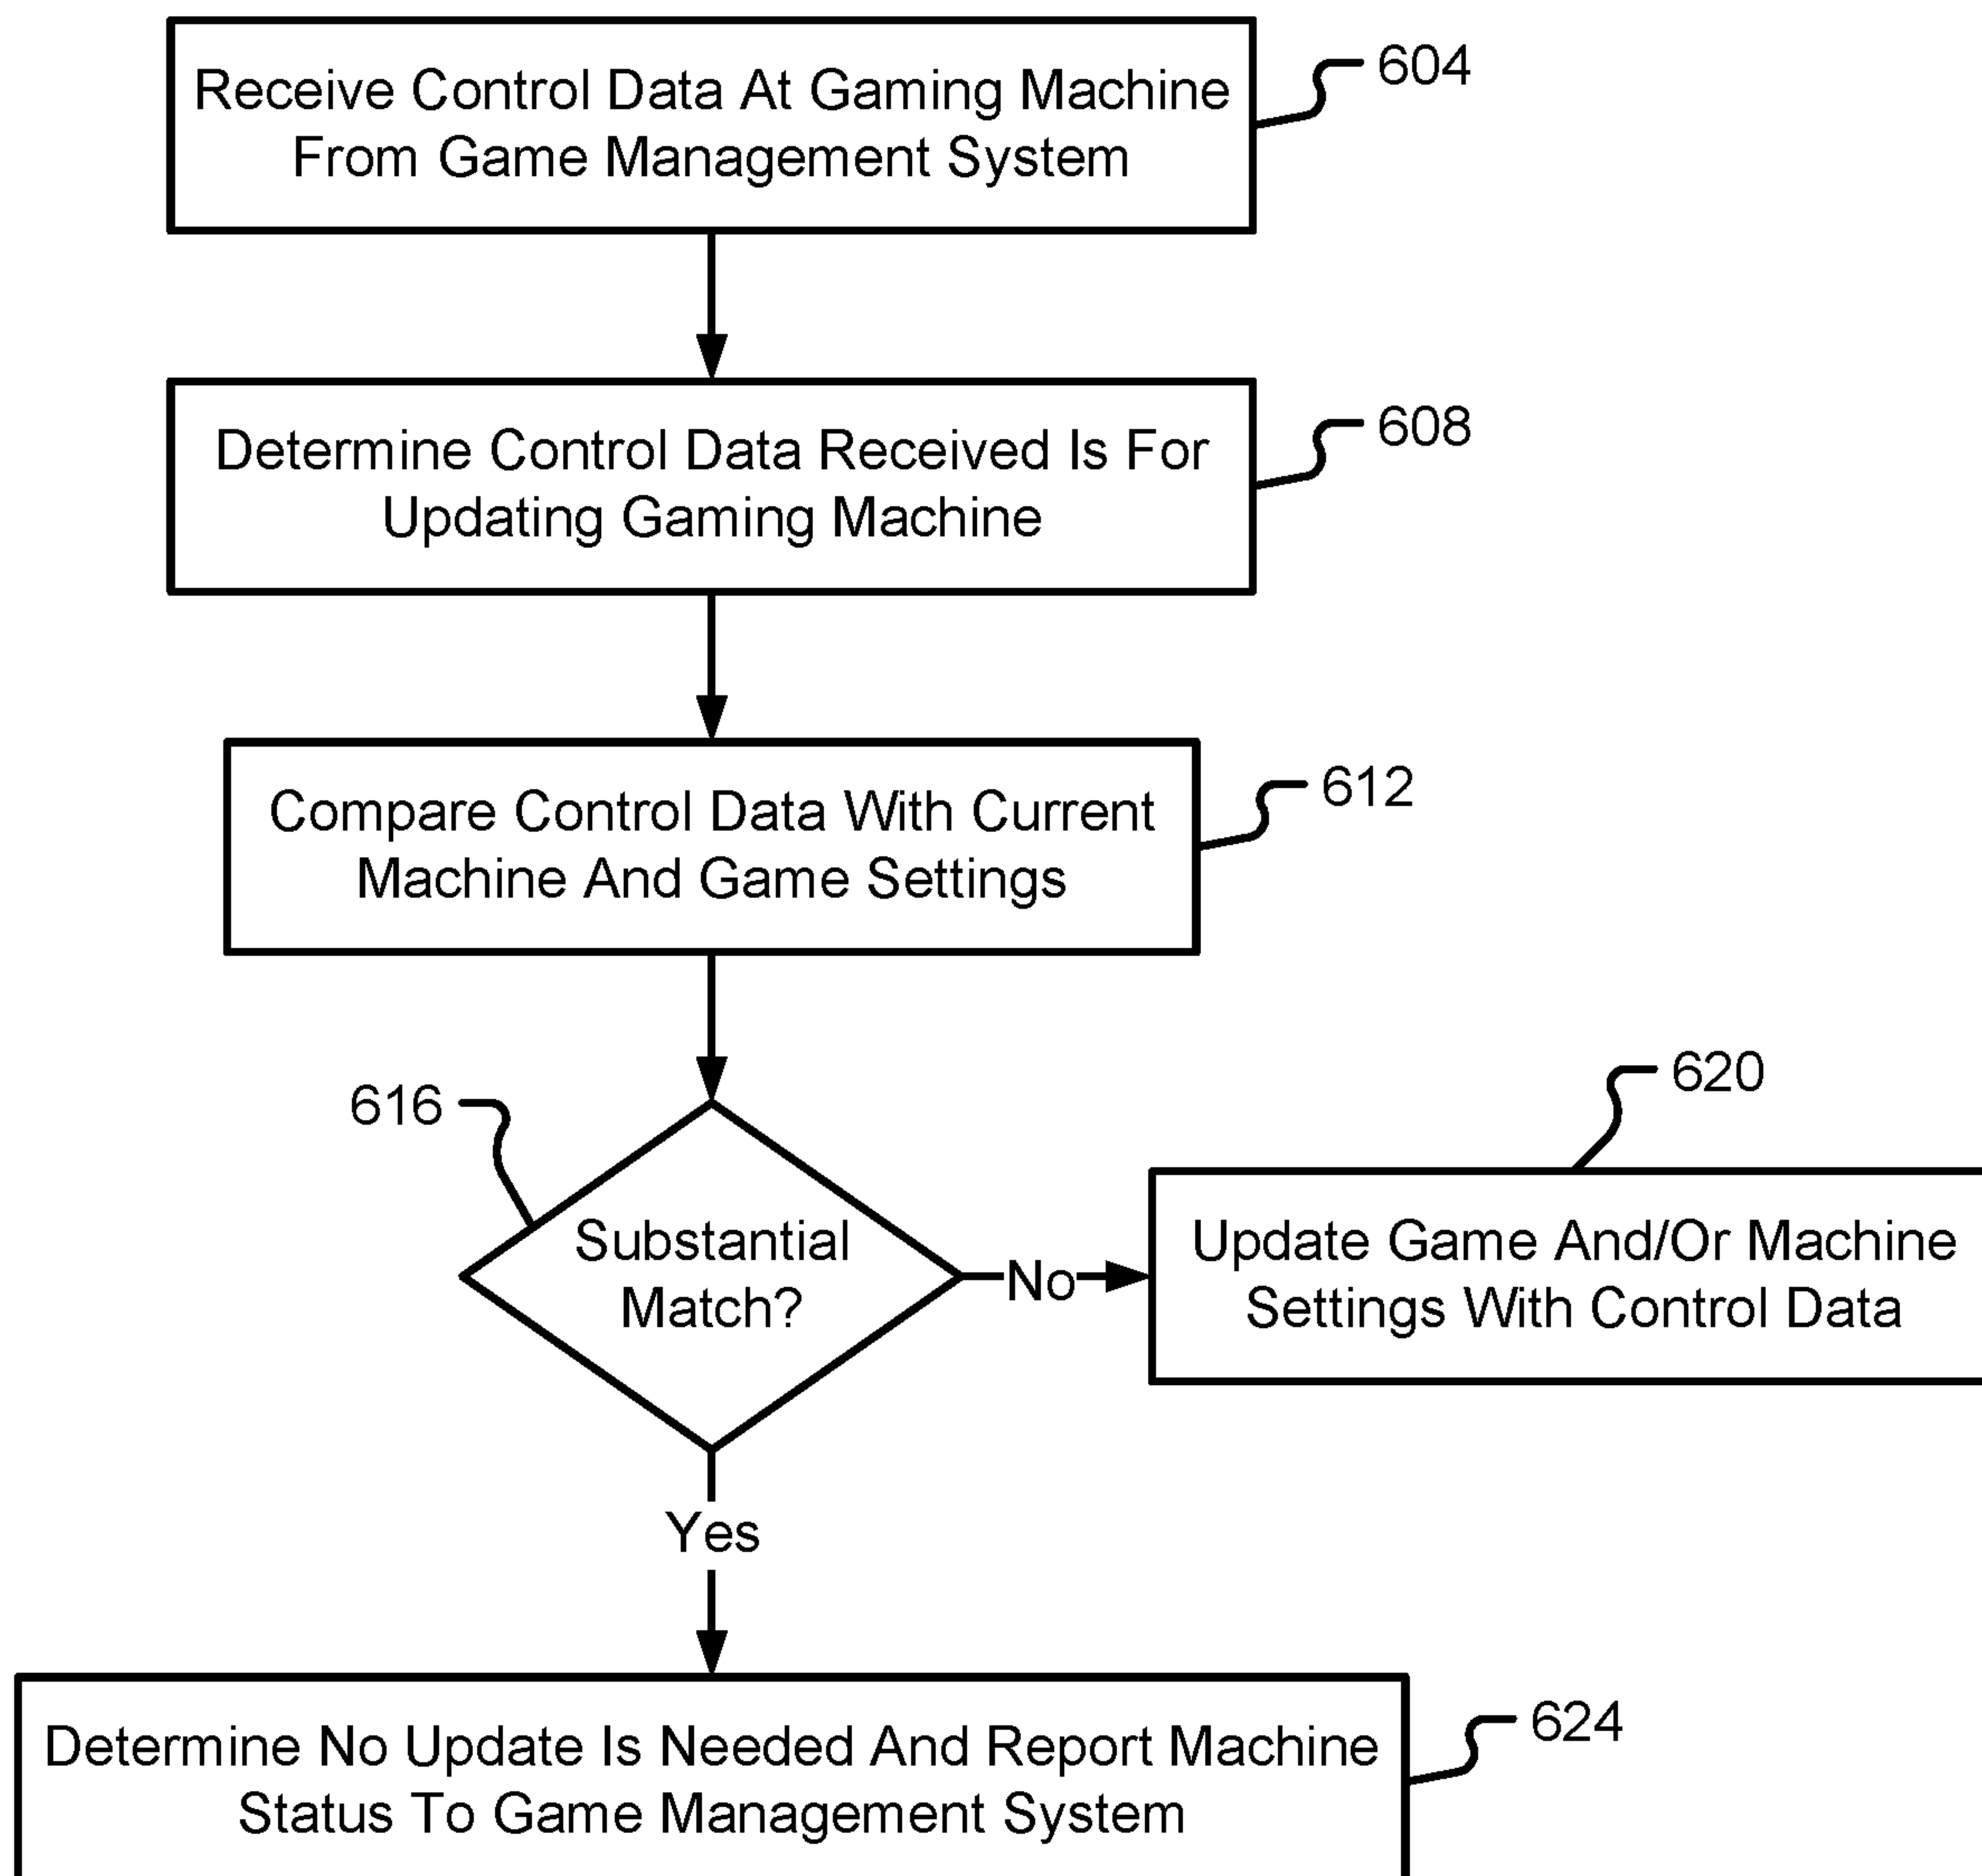 Receive Control Data At Gaming Machine
From Game Management System
604
Determine Control Data Received Is For
Updating Gaming Machine
608
Compare Control Data With Current
Machine And Game Settings
612
616
Substantial
Match?
No
620
Update Game And/Or Machine
Settings With Control Data
Yes
Determine No Update Is Needed And Report Machine
Status To Game Management System
624